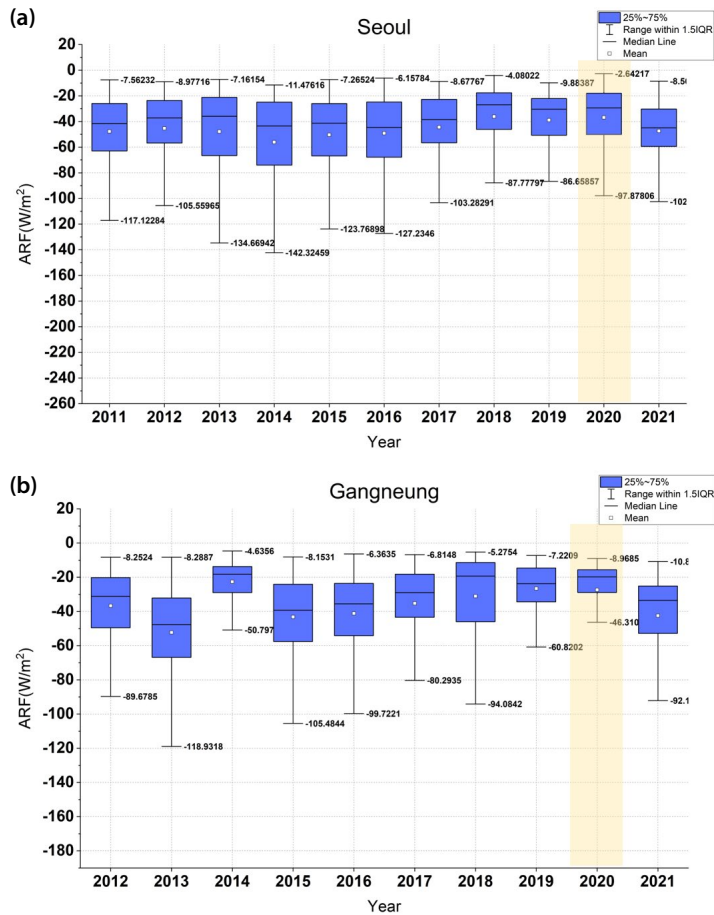 (a)
Seoul
25%~75%
Range within 1.5IQR
Median Line
Mean
20
0
-20
-40
-60
-80
-100
-120
-140
-160
-180
-200
-220
-240
-260
ARF(W/m²)
-7.56232 -8.97716 -7.16154 -11.47616 -7.26524 -6.15784 -8.67767 -4.08022 -9.88387 -2.64217 -8.50
-117.12284 -105.55965 -134.66942 -142.32459 -123.76898 -127.2346 -103.28291 -87.77797 -86.65857 -97.87806 -102
2011 2012 2013 2014 2015 2016 2017 2018 2019 2020 2021
Year
(b)
Gangneung
25%~75%
Range within 1.5IQR
Median Line
Mean
20
0
-20
-40
-60
-80
-100
-120
-140
-160
-180
ARF(W/m²)
-8.2524 -8.2887 -4.6356 -8.1531 -6.3635 -6.8148 -5.2754 -7.2209 -8.9685 -10.8
-89.6785 -118.9318 -50.797 -105.4844 -99.7221 -80.2935 -94.0842 -60.8202 -46.310 -92.1
2012 2013 2014 2015 2016 2017 2018 2019 2020 2021
Year